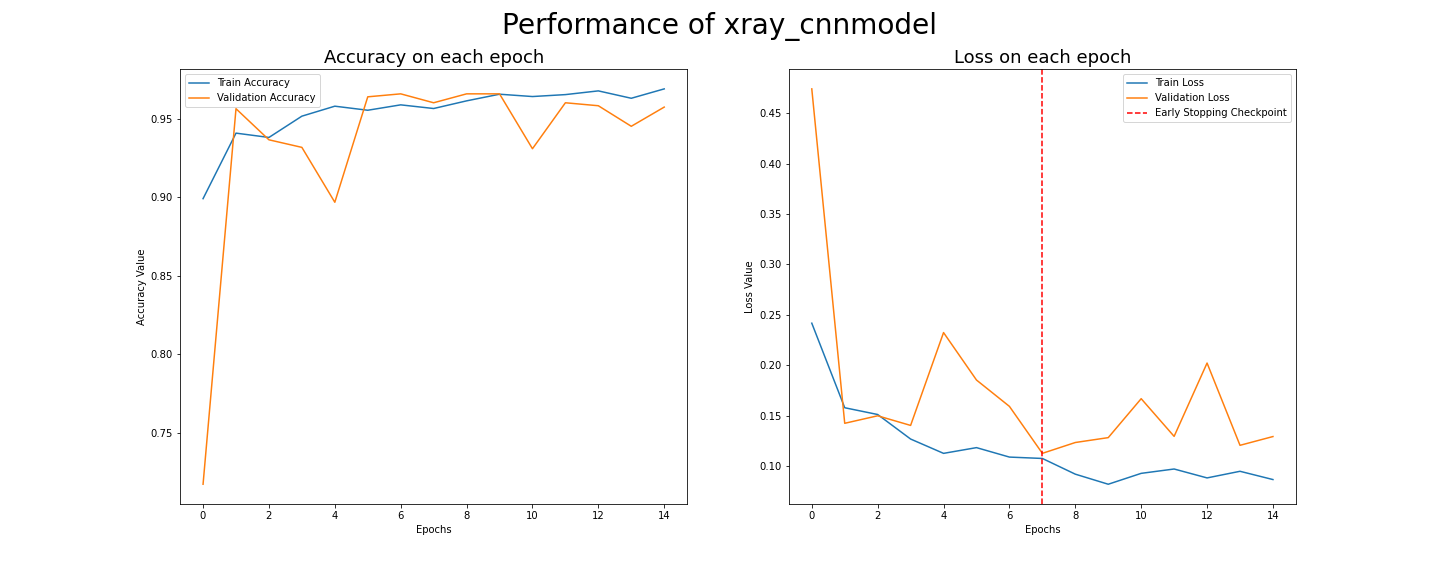 Performance of xray_cnnmodel
Accuracy on each epoch
Train Accuracy
Validation Accuracy
0.95
0.90
0.85
0.80
0.75
Accuracy Value
0 2 4 6 8 10 12 14
Epochs
Loss on each epoch
Train Loss
Validation Loss
Early Stopping Checkpoint
0.45
0.40
0.35
0.30
0.25
0.20
0.15
0.10
Loss Value
0 2 4 6 8 10 12 14
Epochs